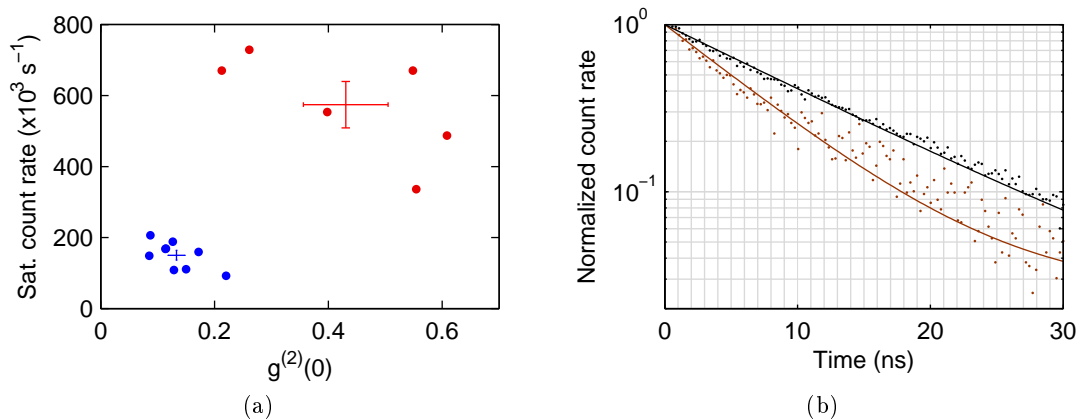 800
600
400
200
0
Sat. count rate (x10³ s⁻¹)
0 0.2 0.4 0.6
g⁽²⁾(0)
(a)
10⁰
10⁻¹
Normalized count rate
0 10 20 30
Time (ns)
(b)